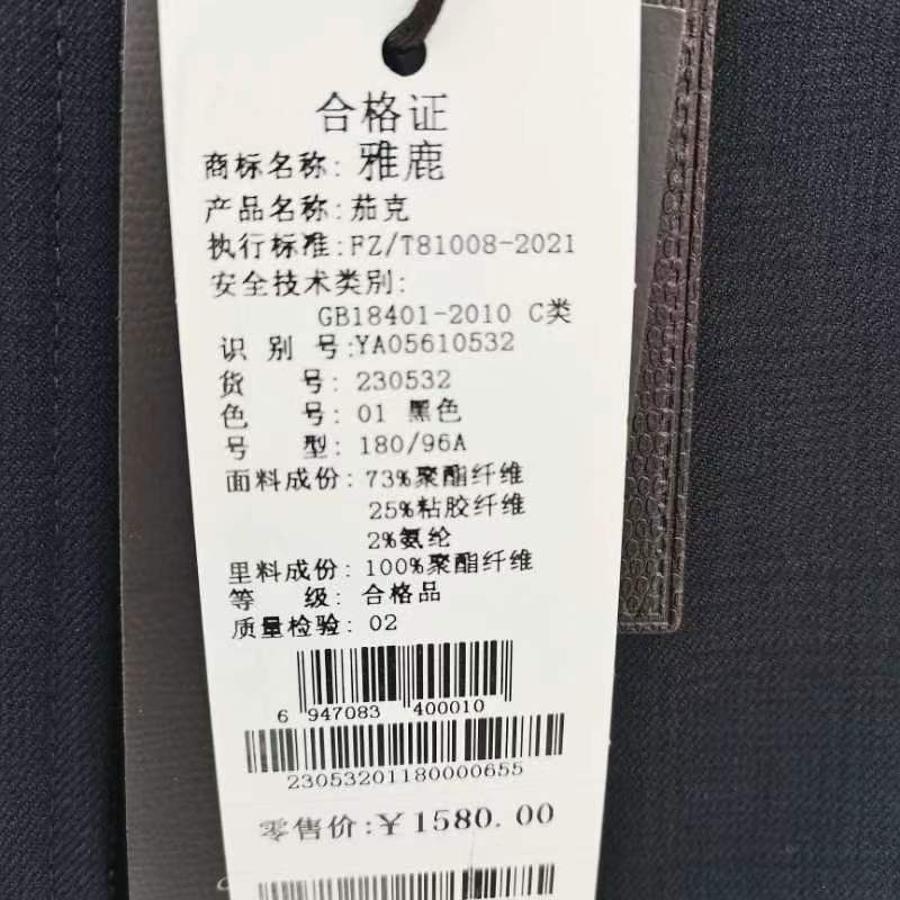 合格证
商标名称: 雅鹿
产品名称: 茄克
执行标准:FZ/T81008-2021
安全技术类别:
GB18401-2010 C类
识 别 号:YA05610532
货 号: 230532
色 号: 01 黑色
号 型: 180/96A
面料成份: 73%聚酯纤维
25%粘胶纤维
2%氨纶
里料成份: 100%聚酯纤维
等 级: 合格品
质量检验: 02
6 947083 400010
23053201180000655
零售价:¥1580.00